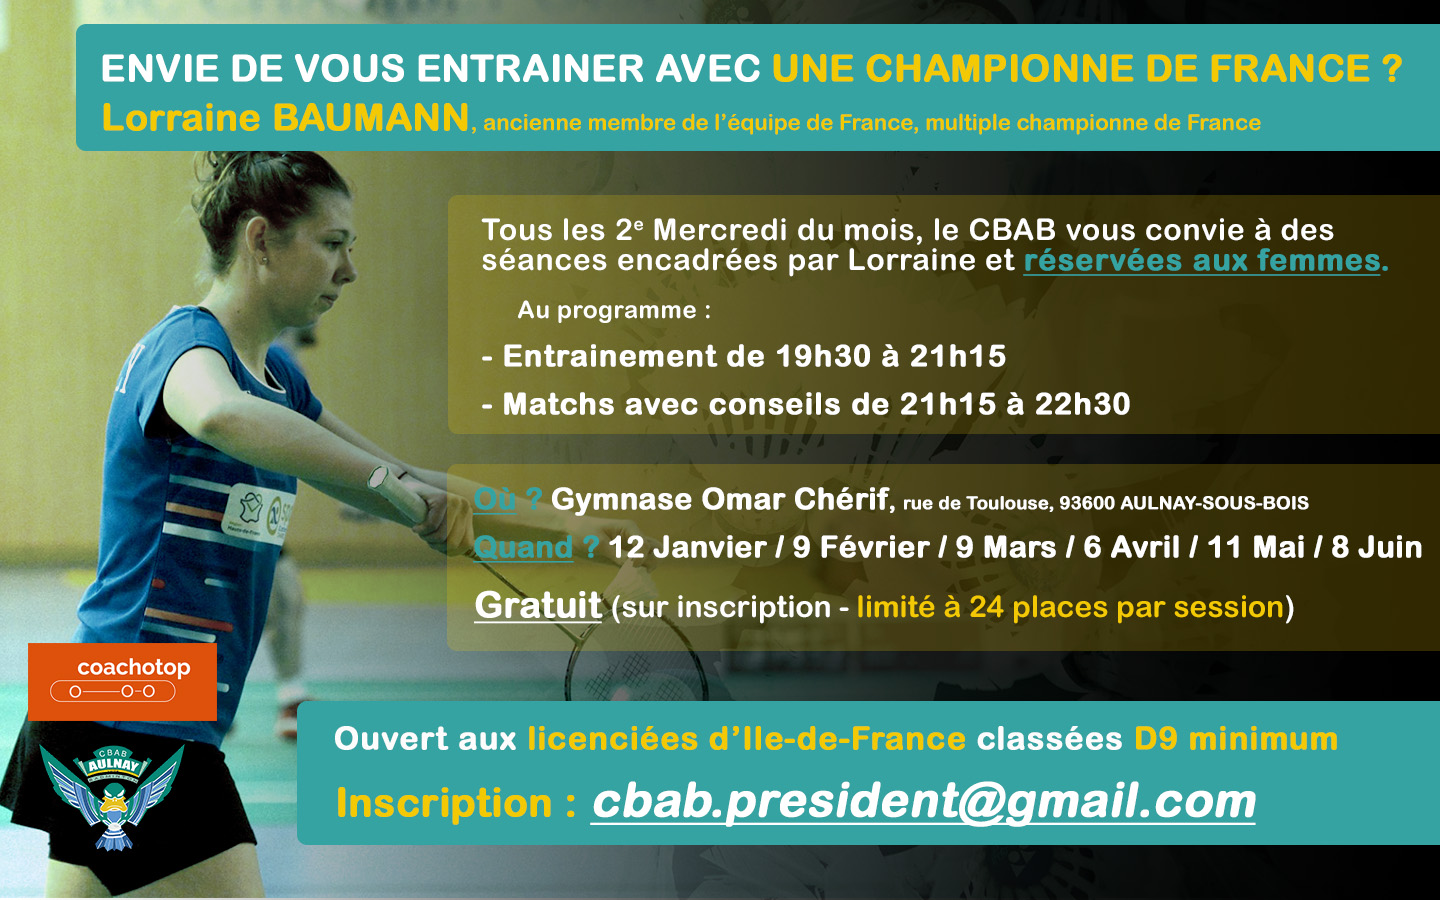 ENVIE DE VOUS ENTRAINER AVEC UNE CHAMPIONNE DE FRANCE ?
Lorraine BAUMANN, ancienne membre de l'équipe de France, multiple championne de France
Tous les 2e Mercredi du mois, le CBAB vous convie à des
séances encadrées par Lorraine et réservées aux femmes.
Au programme :
- Entrainement de 19h30 à 21h15
- Matchs avec conseils de 21h15 à 22h30
Où ? Gymnase Omar Chérif, rue de Toulouse, 93600 AULNAY-SOUS-BOIS
Quand ? 12 Janvier / 9 Février / 9 Mars / 6 Avril / 11 Mai / 8 Juin
Gratuit (sur inscription - limité à 24 places par session)
coachotop
CBAB
AULNAY
BADMINTON
Ouvert aux licenciées d'Ile-de-France classées D9 minimum
Inscription : cbab.president@gmail.com